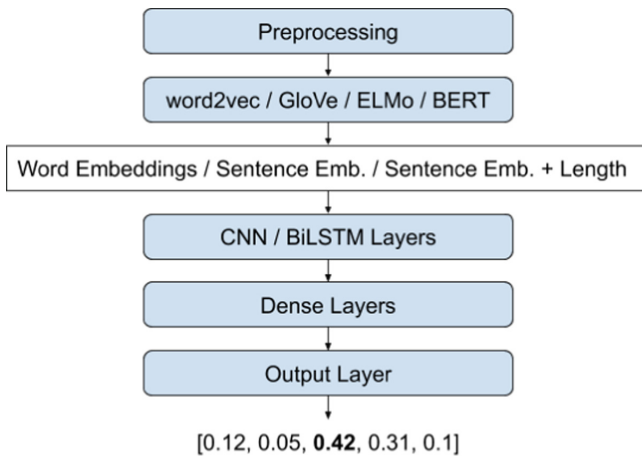 Preprocessing
word2vec / GloVe / ELMo / BERT
Word Embeddings / Sentence Emb. / Sentence Emb. + Length
CNN / BiLSTM Layers
Dense Layers
Output Layer
[0.12, 0.05, 0.42, 0.31, 0.1]